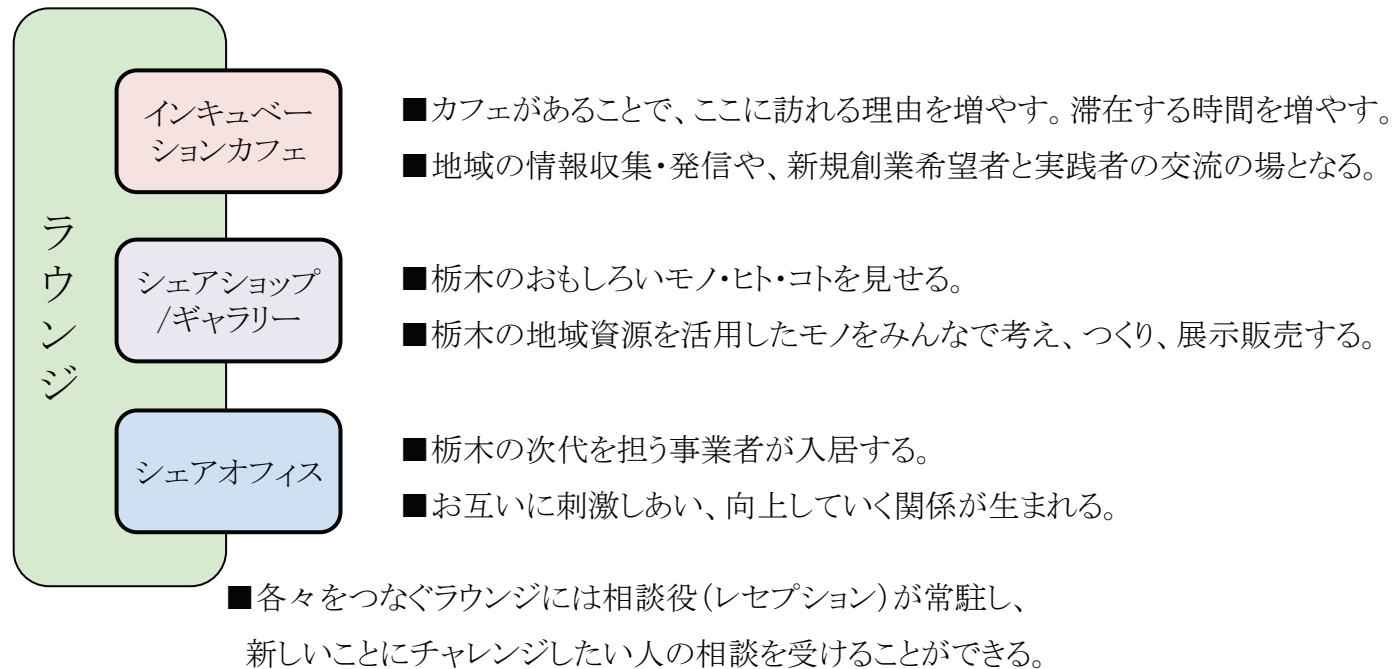 ラウンジ
インキュベー
ションカフェ
■カフェがあることで、ここに訪れる理由を増やす。滞在する時間を増やす。
■地域の情報収集・発信や、新規創業希望者と実践者の交流の場となる。
シェアショップ
/ギャラリー
■栃木のおもしろいモノ・ヒト・コトを見せる。
■栃木の地域資源を活用したモノをみんなで考え、つくり、展示販売する。
シェアオフィス
■栃木の次代を担う事業者が入居する。
■お互いに刺激しあい、向上していく関係が生まれる。
■各々をつなぐラウンジには相談役(レセプション)が常駐し、
新しいことにチャレンジしたい人の相談を受けることができる。